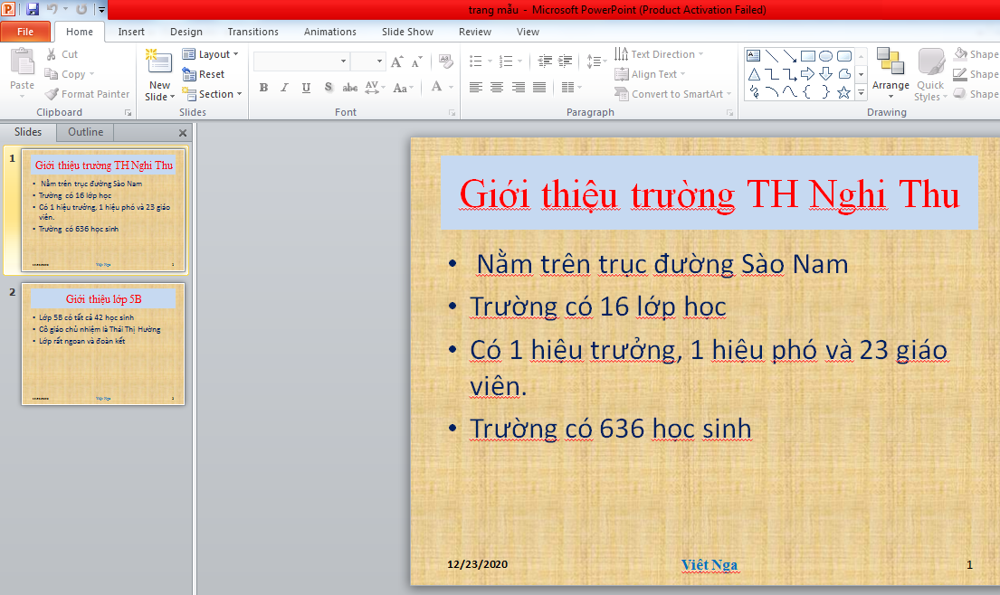 trang mẫu - Microsoft PowerPoint (Product Activation Failed)
File Home Insert Design Transitions Animations Slide Show Review View
Paste
Cut
Copy
Format Painter
Clipboard
New
Slide
Layout
Reset
Section
Slides
B I U S abc AV Aa A
Font
Text Direction
Align Text
Convert to SmartArt
Paragraph
Arrange
Quick
Styles
Shape
Shape
Shape
Drawing
Slides Outline
1
Giới thiệu trường TH Nghi Thu
• Nằm trên trục đường Sào Nam
• Trường có 16 lớp học
• Có 1 hiệu trưởng, 1 hiệu phó và 23 giáo
viên.
• Trường có 636 học sinh
Việt Nga 1
2
Giới thiệu lớp 5B
• Lớp 5B có tất cả 42 học sinh
• Cô giáo chủ nhiệm là Thái Thị Hường
• Lớp rất ngoan và đoàn kết
Việt Nga
Giới thiệu trường TH Nghi Thu
• Nằm trên trục đường Sào Nam
• Trường có 16 lớp học
• Có 1 hiệu trưởng, 1 hiệu phó và 23 giáo
viên.
• Trường có 636 học sinh
12/23/2020 Việt Nga 1